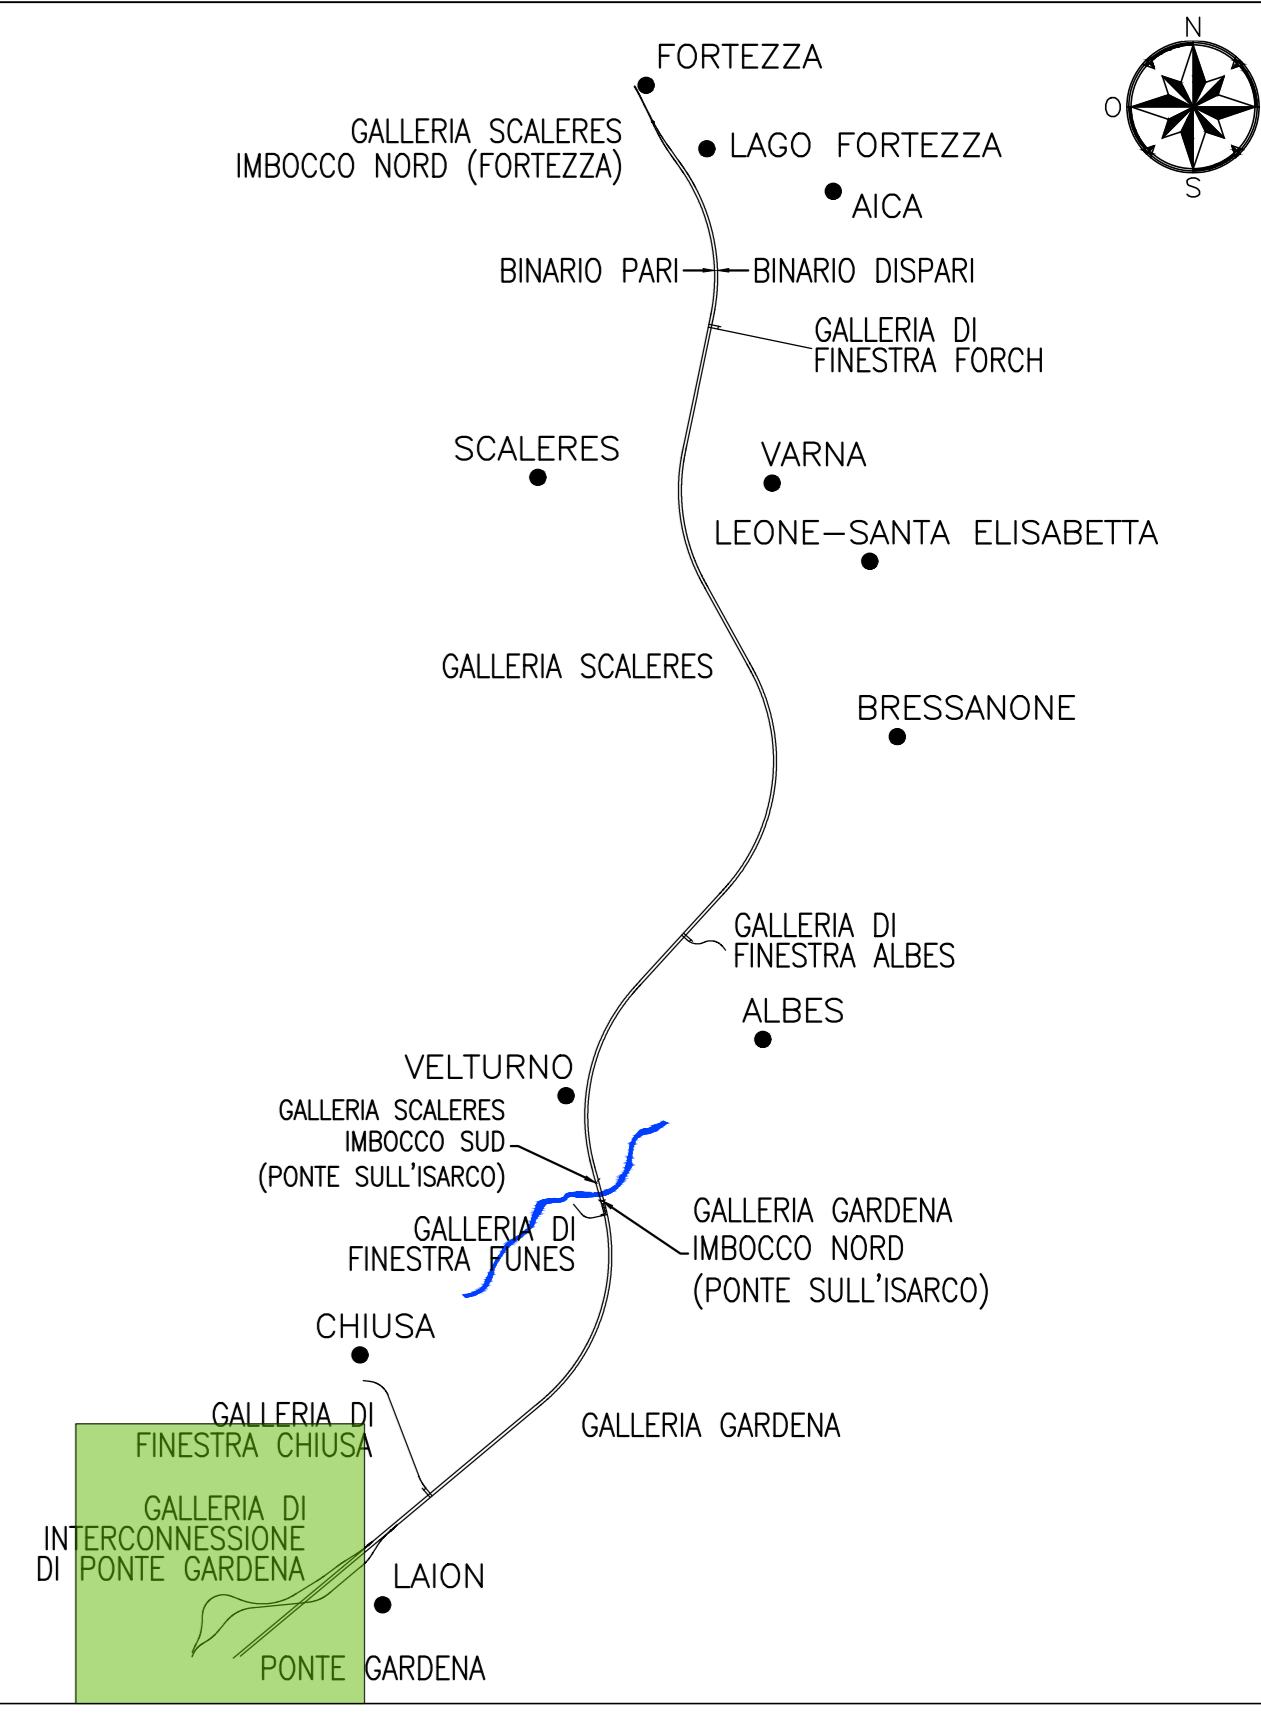 N
FORTEZZA
O
GALLERIA SCALERES
IMBOCCO NORD (FORTEZZA)
LAGO FORTEZZA
S
AICA
BINARIO PARI
BINARIO DISPARI
GALLERIA DI
FINESTRA FORCH
SCALERES
VARNA
LEONE-SANTA ELISABETTA
GALLERIA SCALERES
BRESSANONE
GALLERIA DI
FINESTRA ALBES
ALBES
VELTURNO
GALLERIA SCALERES
IMBOCCO SUD
(PONTE SULL'ISARCO)
GALLERIA GARDENA
IMBOCCO NORD
(PONTE SULL'ISARCO)
GALLERIA DI
FINESTRA FUNES
CHIUSA
GALLERIA DI
FINESTRA CHIUSA
GALLERIA GARDENA
GALLERIA DI
INTERCONNESSIONE
DI PONTE GARDENA
LAION
PONTE GARDENA